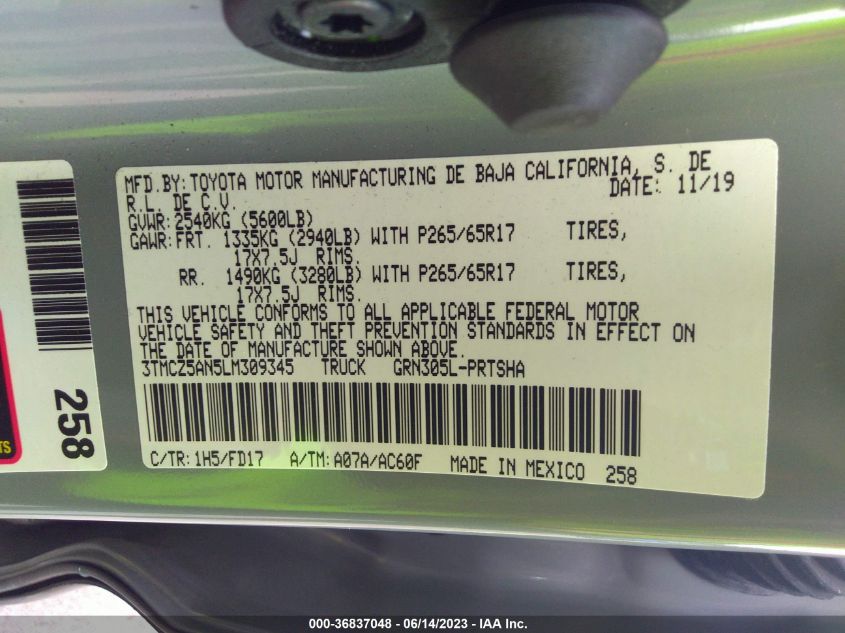 MFD.BY:TOYOTA MOTOR MANUFACTURING DE BAJA CALIFORNIA, S. DE
R.L. DE C.V. DATE: 11/19
GVWR:2540KG (5600LB)
GAWR:FRT. 1335KG (2940LB) WITH P265/65R17 TIRES,
17X7.5J RIMS.
RR. 1490KG (3280LB) WITH P265/65R17 TIRES,
17X7.5J RIMS.
THIS VEHICLE CONFORMS TO ALL APPLICABLE FEDERAL MOTOR
VEHICLE SAFETY AND THEFT PREVENTION STANDARDS IN EFFECT ON
THE DATE OF MANUFACTURE SHOWN ABOVE.
3TMCZ5AN5LM309345 TRUCK GRN305L-PRTSHA
C/TR:1H5/FD17 A/TM:A07A/AC60F MADE IN MEXICO 258
258
TS
000-36837048 - 06/14/2023 - IAA Inc.